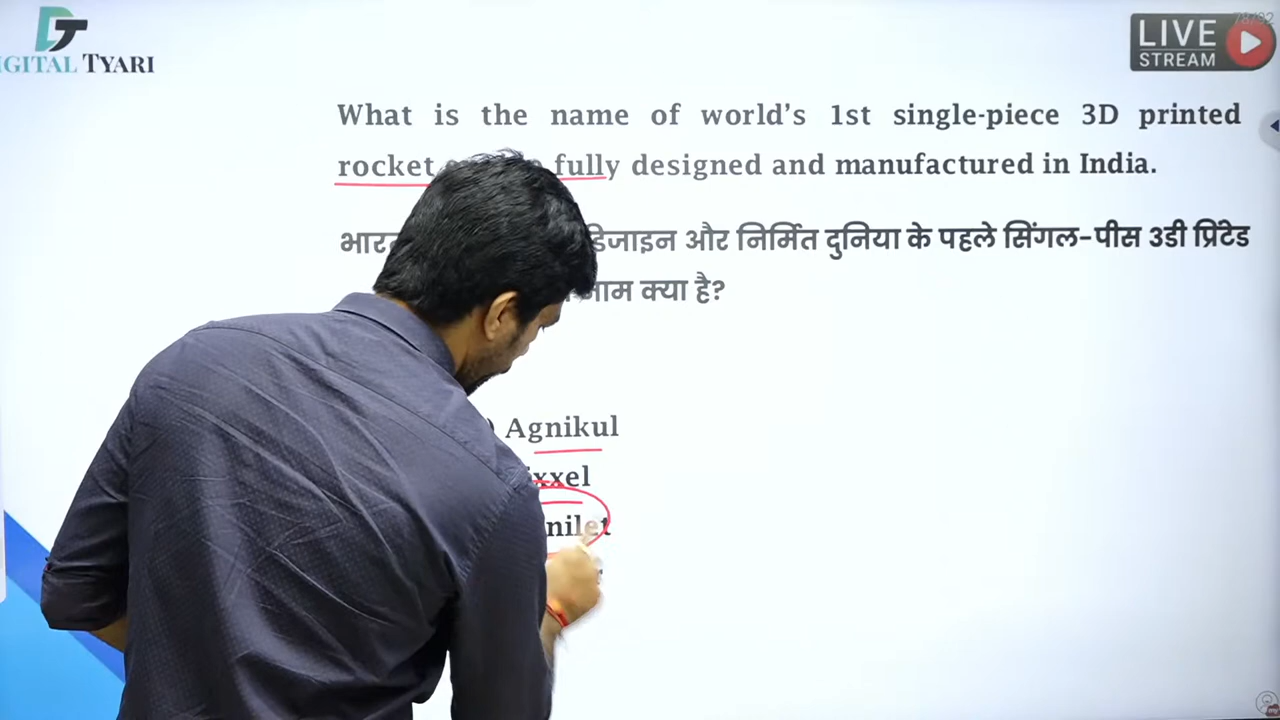 DT
IGITAL TYARI
LIVE
STREAM
What is the name of world's 1st single-piece 3D printed
rocket fully designed and manufactured in India.
डिजाइन और निर्मित दुनिया के पहले सिंगल-पीस 3डी प्रिंटेड
नाम क्या है?
Agnikul